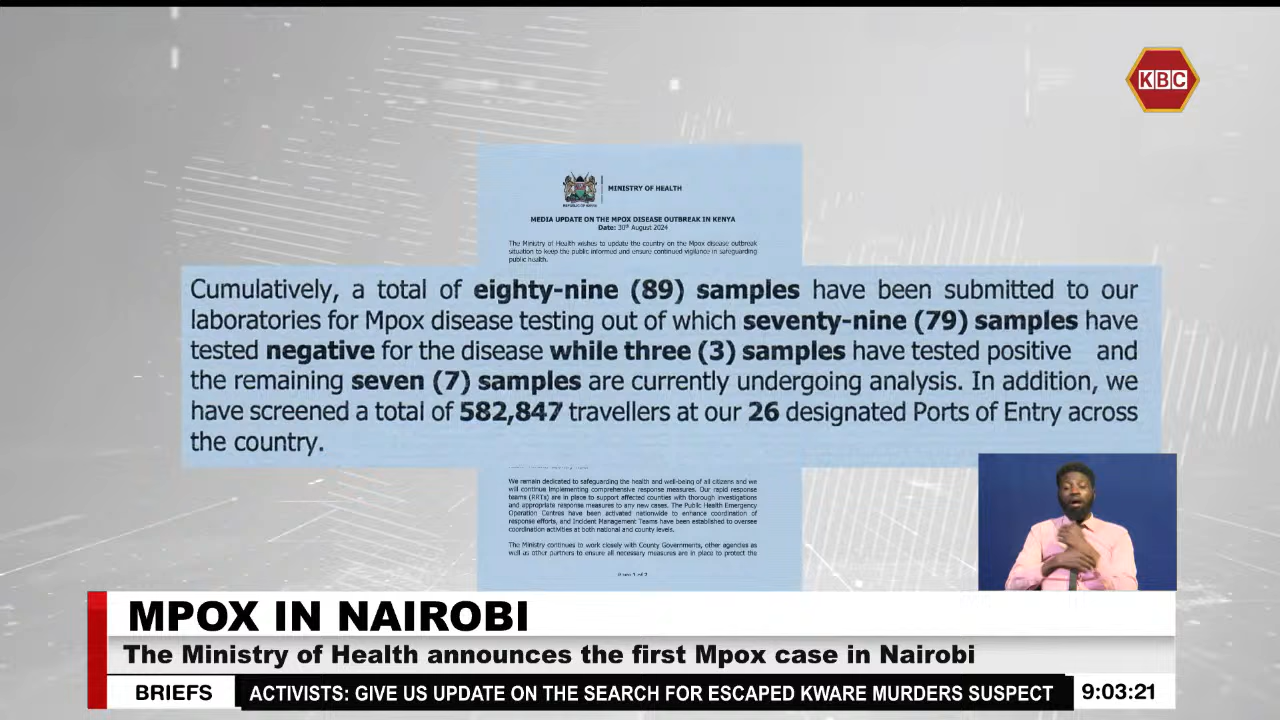 KBC
REPUBLIC OF KENYA
MINISTRY OF HEALTH
MEDIA UPDATE ON THE MPOX DISEASE OUTBREAK IN KENYA
Date: 30th August 2024
The Ministry of Health wishes to update the country on the Mpox disease outbreak
situation to keep the public informed and ensure continued vigilance in safeguarding
public health.
Cumulatively, a total of eighty-nine (89) samples have been submitted to our
laboratories for Mpox disease testing out of which seventy-nine (79) samples have
tested negative for the disease while three (3) samples have tested positive and
the remaining seven (7) samples are currently undergoing analysis. In addition, we
have screened a total of 582,847 travellers at our 26 designated Ports of Entry across
the country.
We remain dedicated to safeguarding the health and well-being of all citizens and we
will continue implementing comprehensive response measures. Our rapid response
teams (RRTs) are in place to support affected counties with thorough investigations
and appropriate response measures to any new cases. The Public Health Emergency
Operation Centres have been activated nationwide to enhance coordination of
response efforts, and Incident Management Teams have been established to oversee
coordination activities at both national and county levels.
The Ministry continues to work closely with County Governments, other agencies as
well as other partners to ensure all necessary measures are in place to protect the
MPOX IN NAIROBI
The Ministry of Health announces the first Mpox case in Nairobi
BRIEFS
ACTIVISTS: GIVE US UPDATE ON THE SEARCH FOR ESCAPED KWARE MURDERS SUSPECT
9:03:21